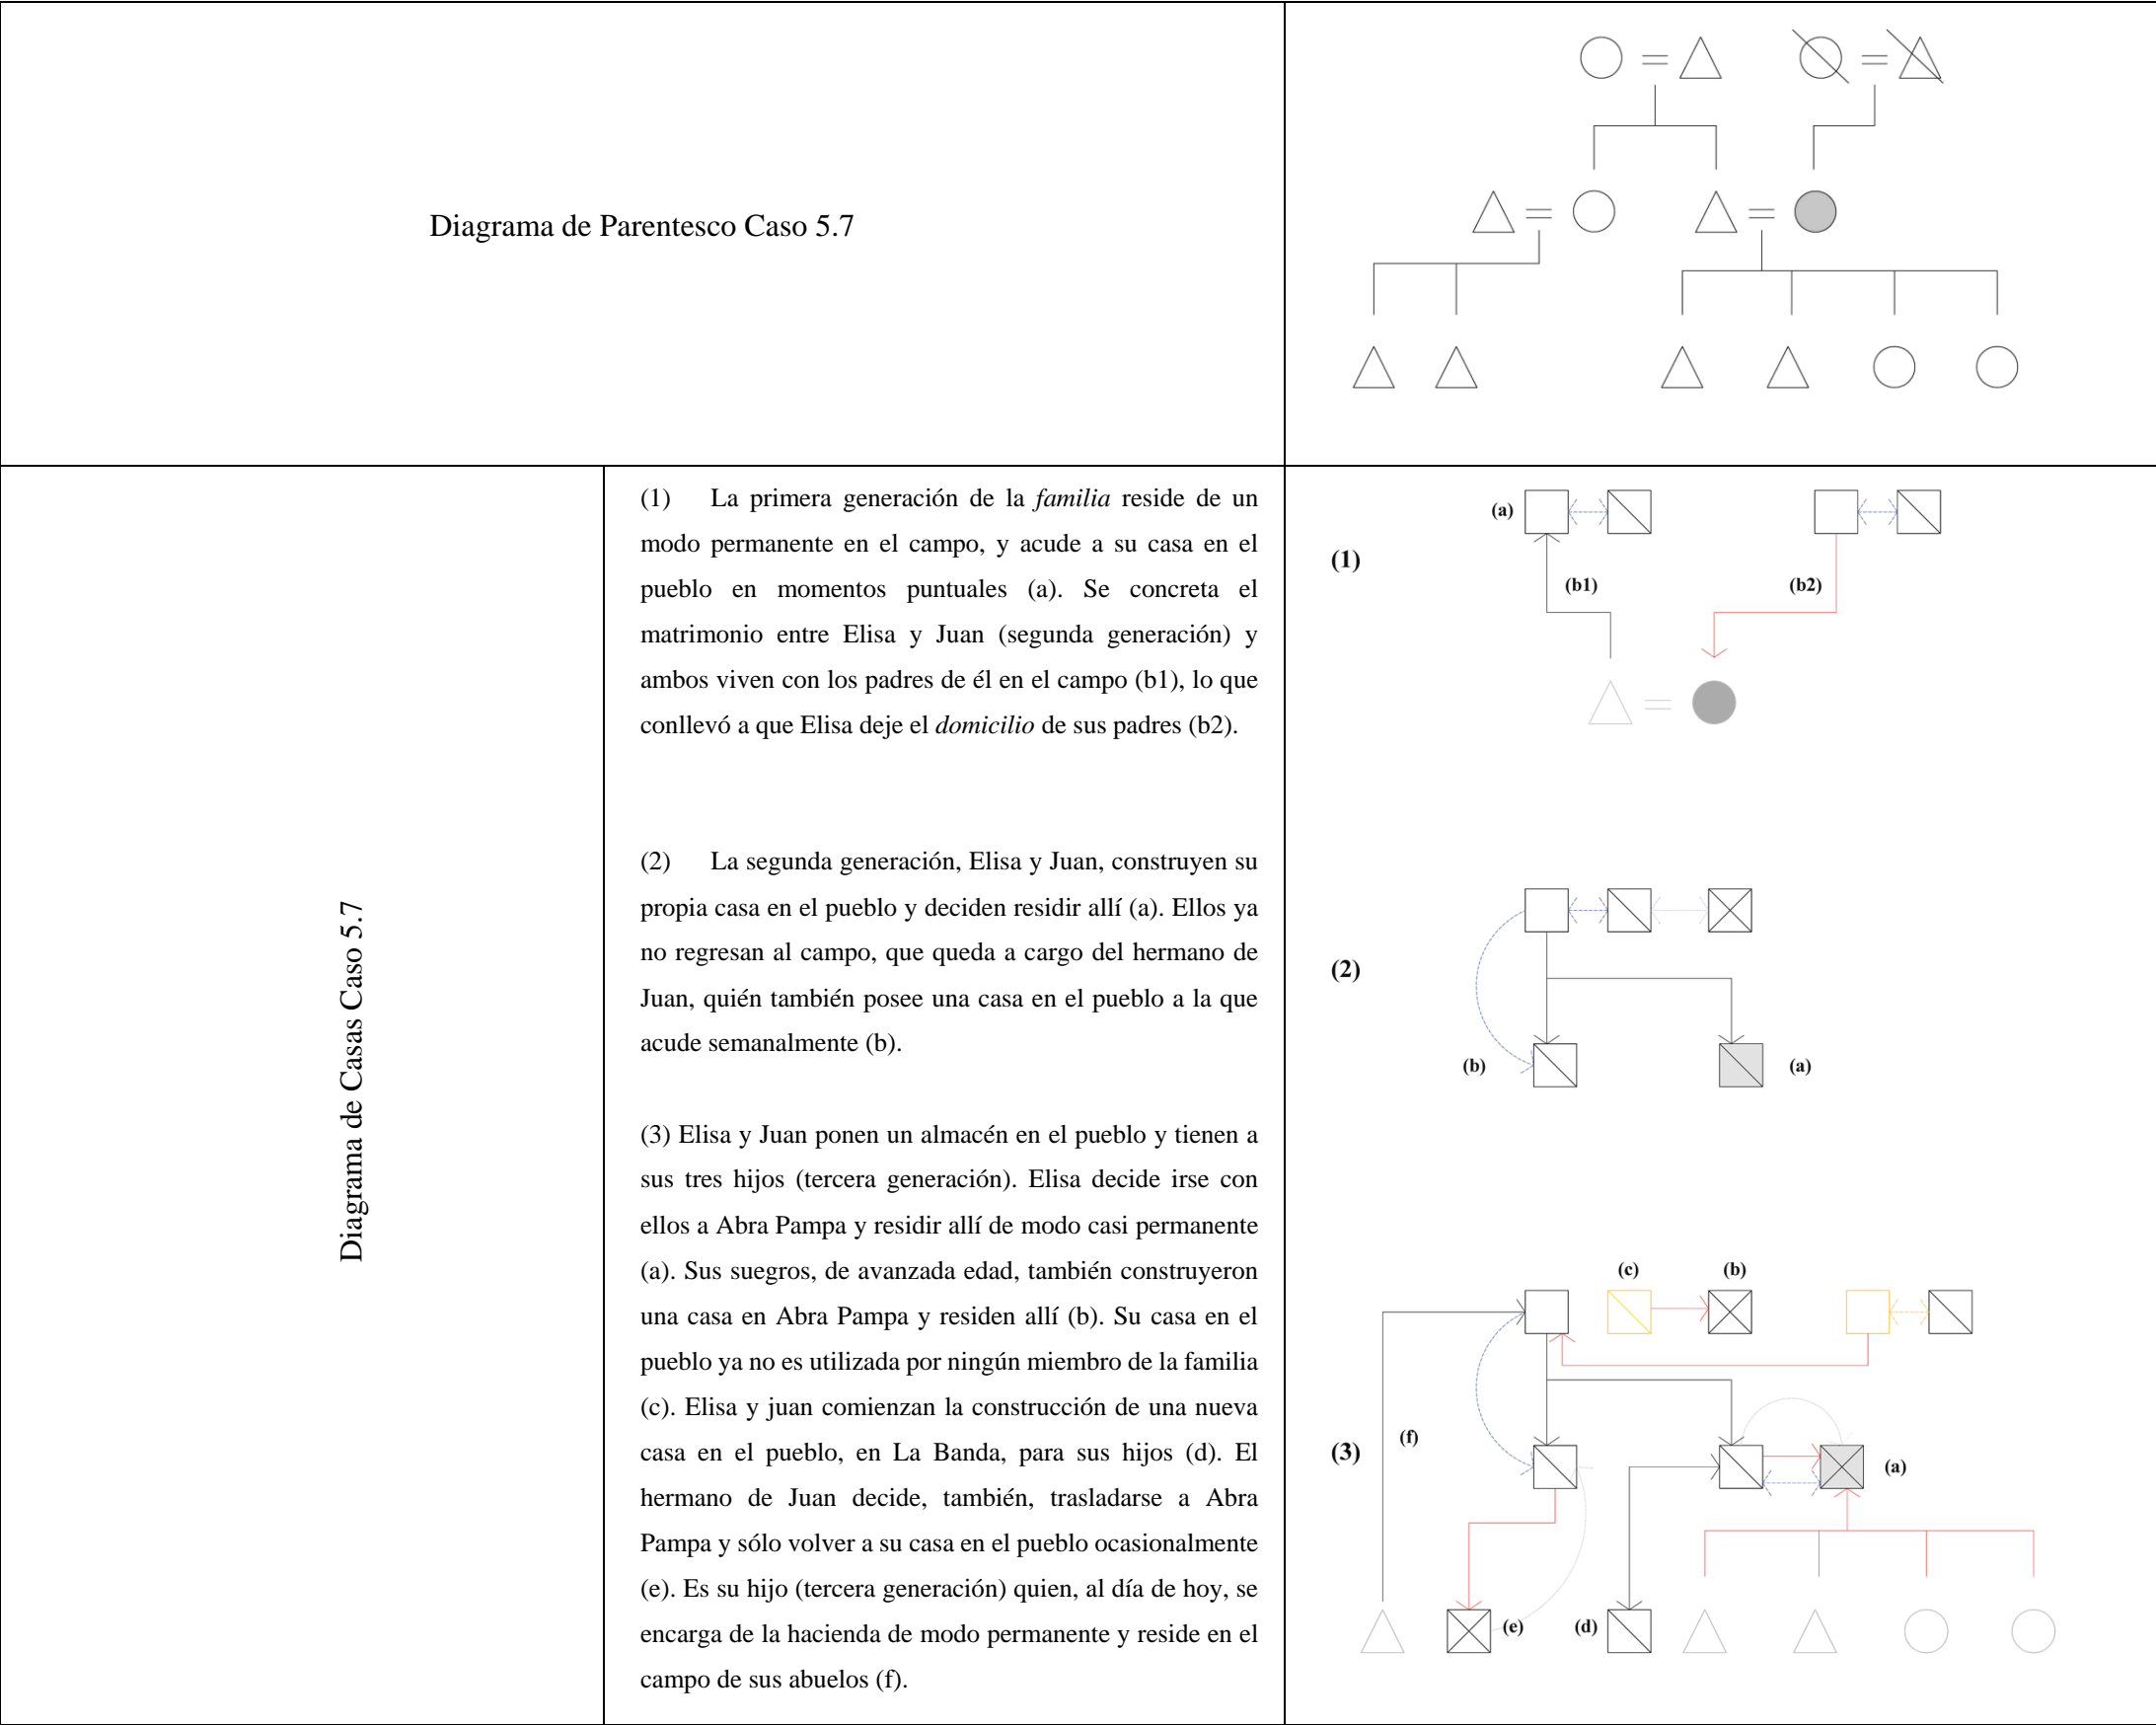 Diagrama de Parentesco Caso 5.7
Diagrama de Casas Caso 5.7
(1) La primera generación de la familia reside de un
modo permanente en el campo, y acude a su casa en el
pueblo en momentos puntuales (a). Se concreta el
matrimonio entre Elisa y Juan (segunda generación) y
ambos viven con los padres de él en el campo (b1), lo que
conllevó a que Elisa deje el domicilio de sus padres (b2).
(2) La segunda generación, Elisa y Juan, construyen su
propia casa en el pueblo y deciden residir allí (a). Ellos ya
no regresan al campo, que queda a cargo del hermano de
Juan, quién también posee una casa en el pueblo a la que
acude semanalmente (b).
(3) Elisa y Juan ponen un almacén en el pueblo y tienen a
sus tres hijos (tercera generación). Elisa decide irse con
ellos a Abra Pampa y residir allí de modo casi permanente
(a). Sus suegros, de avanzada edad, también construyeron
una casa en Abra Pampa y residen allí (b). Su casa en el
pueblo ya no es utilizada por ningún miembro de la familia
(c). Elisa y juan comienzan la construcción de una nueva
casa en el pueblo, en La Banda, para sus hijos (d). El
hermano de Juan decide, también, trasladarse a Abra
Pampa y sólo volver a su casa en el pueblo ocasionalmente
(e). Es su hijo (tercera generación) quien, al día de hoy, se
encarga de la hacienda de modo permanente y reside en el
campo de sus abuelos (f).
(a)
(1)
(b1) (b2)
(2)
(b) (a)
(c) (b)
(f)
(3)
(a)
(e) (d)